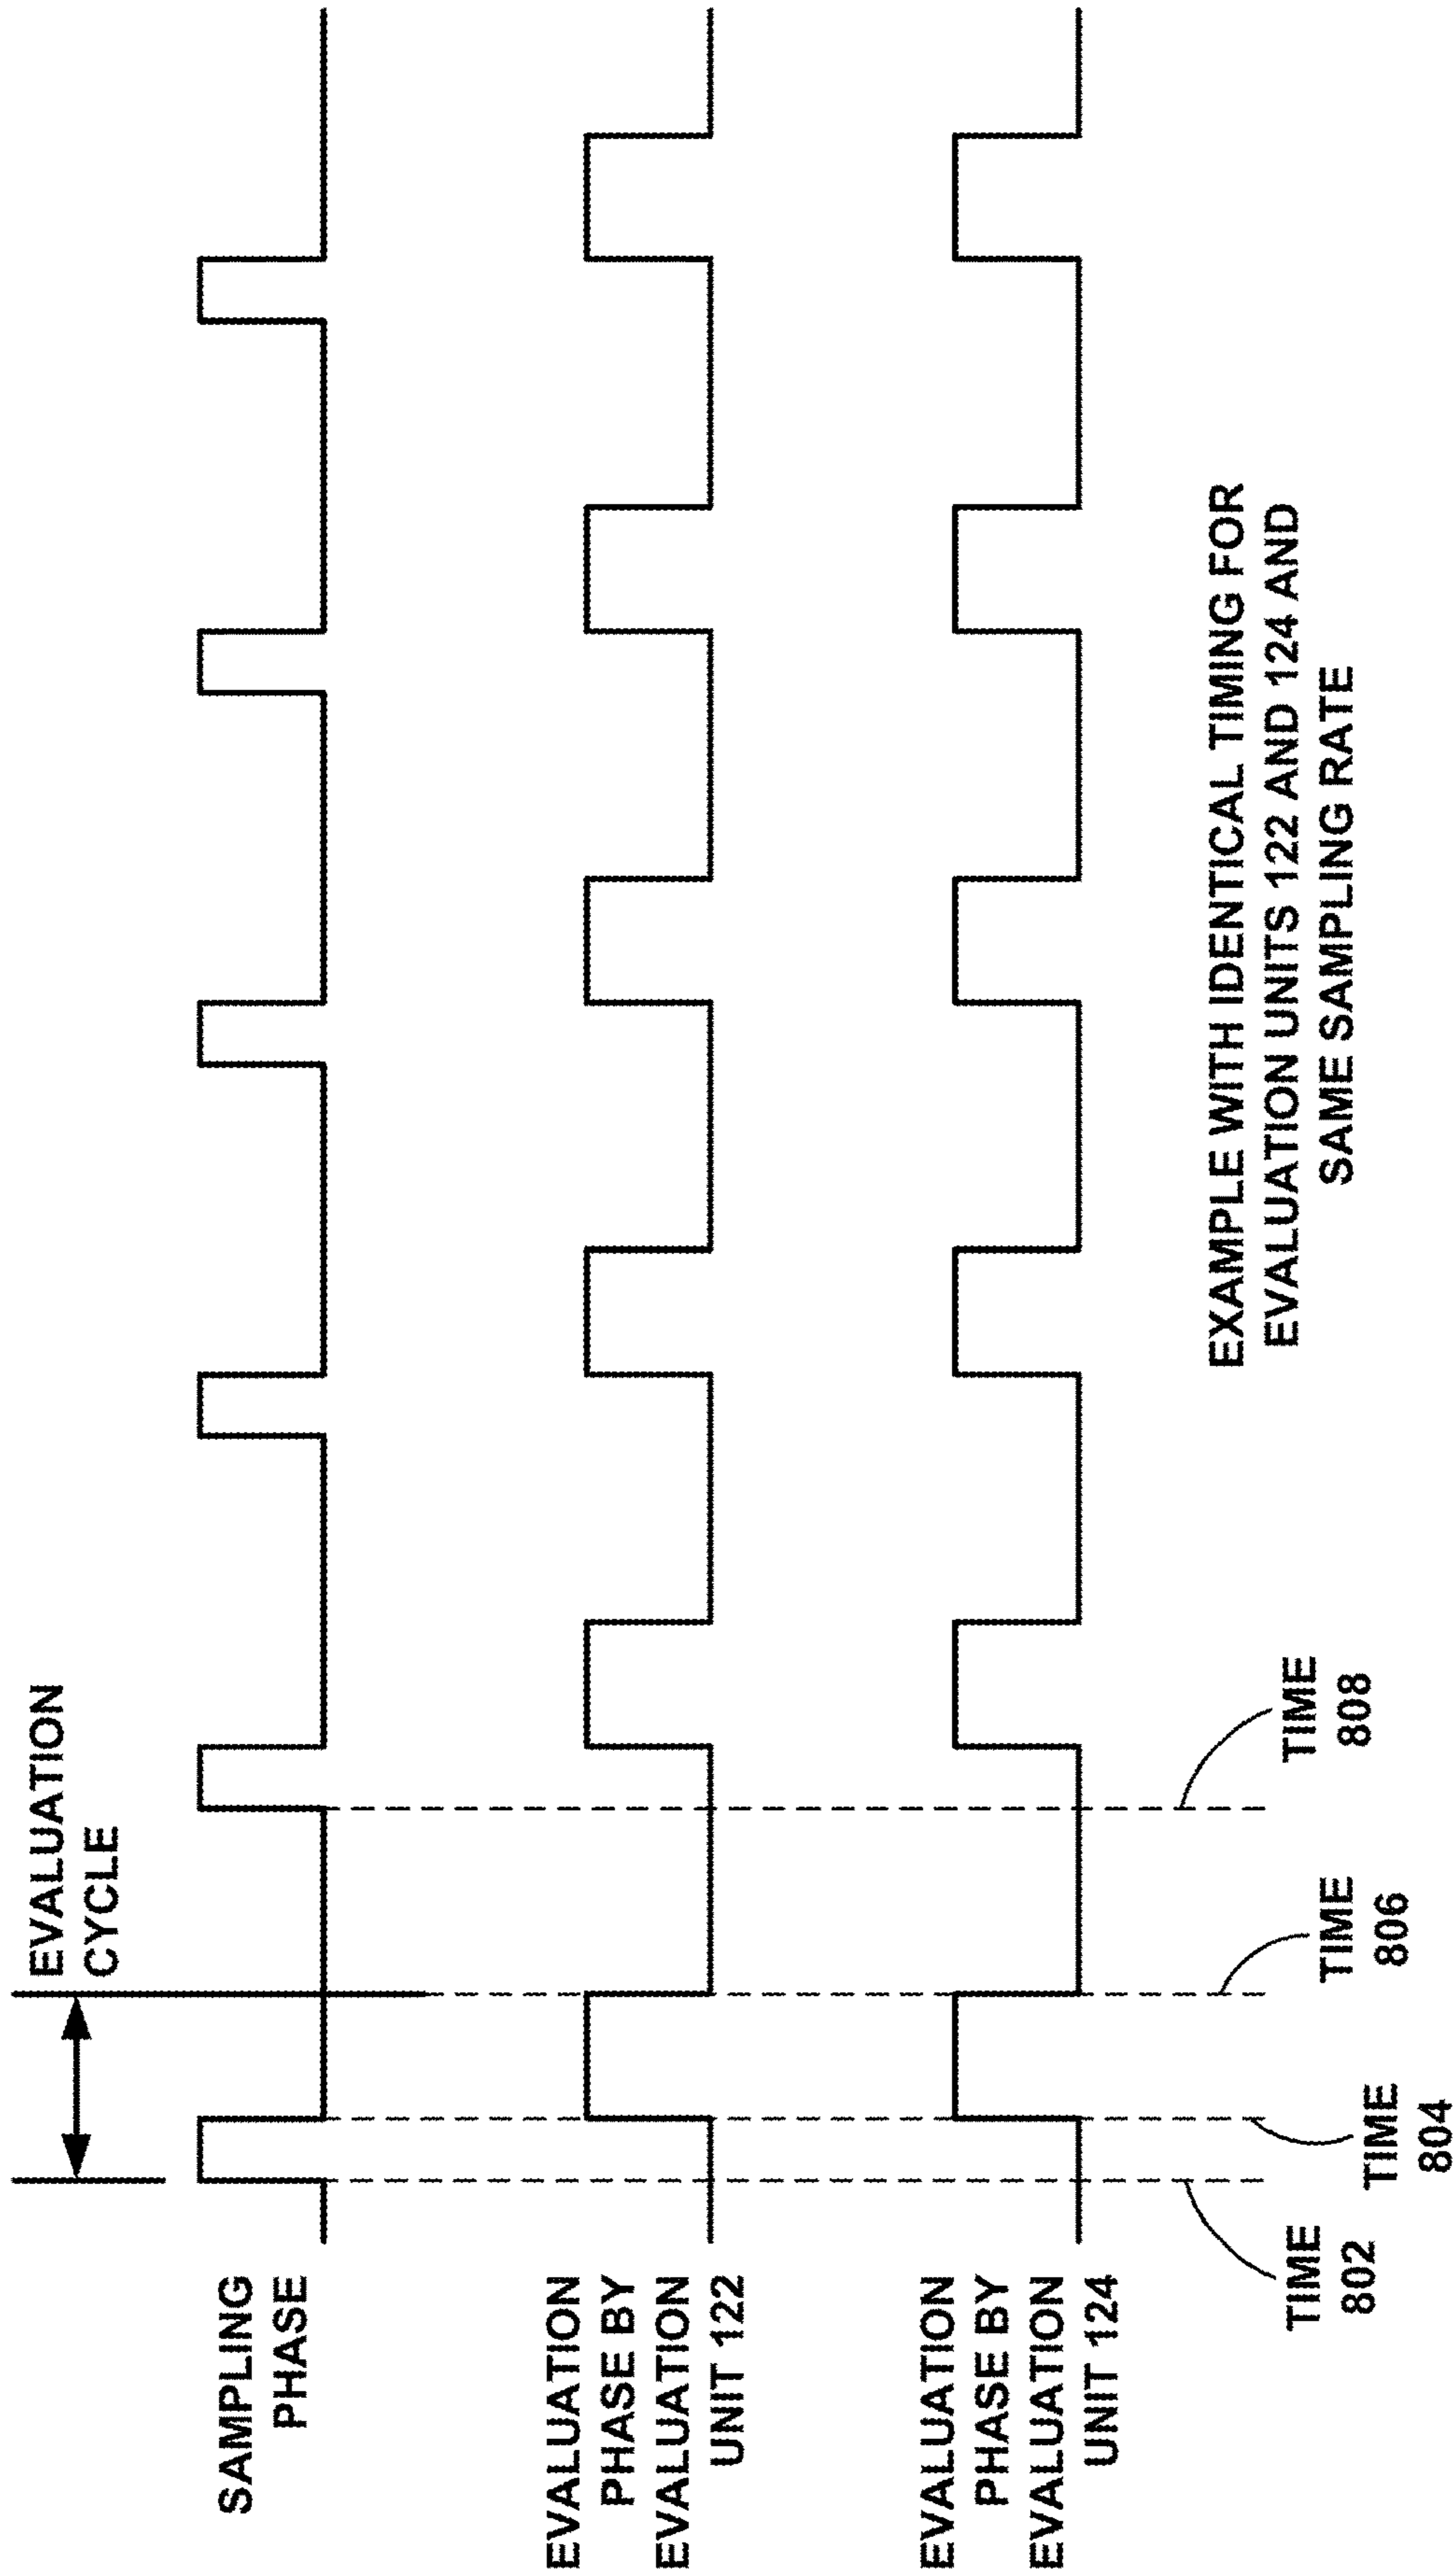 EVALUATION
CYCLE
SAMPLING
PHASE
EVALUATION
PHASE BY
EVALUATION
UNIT 122
EVALUATION
PHASE BY
EVALUATION
UNIT 124
TIME
802
TIME
804
TIME
806
TIME
808
EXAMPLE WITH IDENTICAL TIMING FOR
EVALUATION UNITS 122 AND 124 AND
SAME SAMPLING RATE